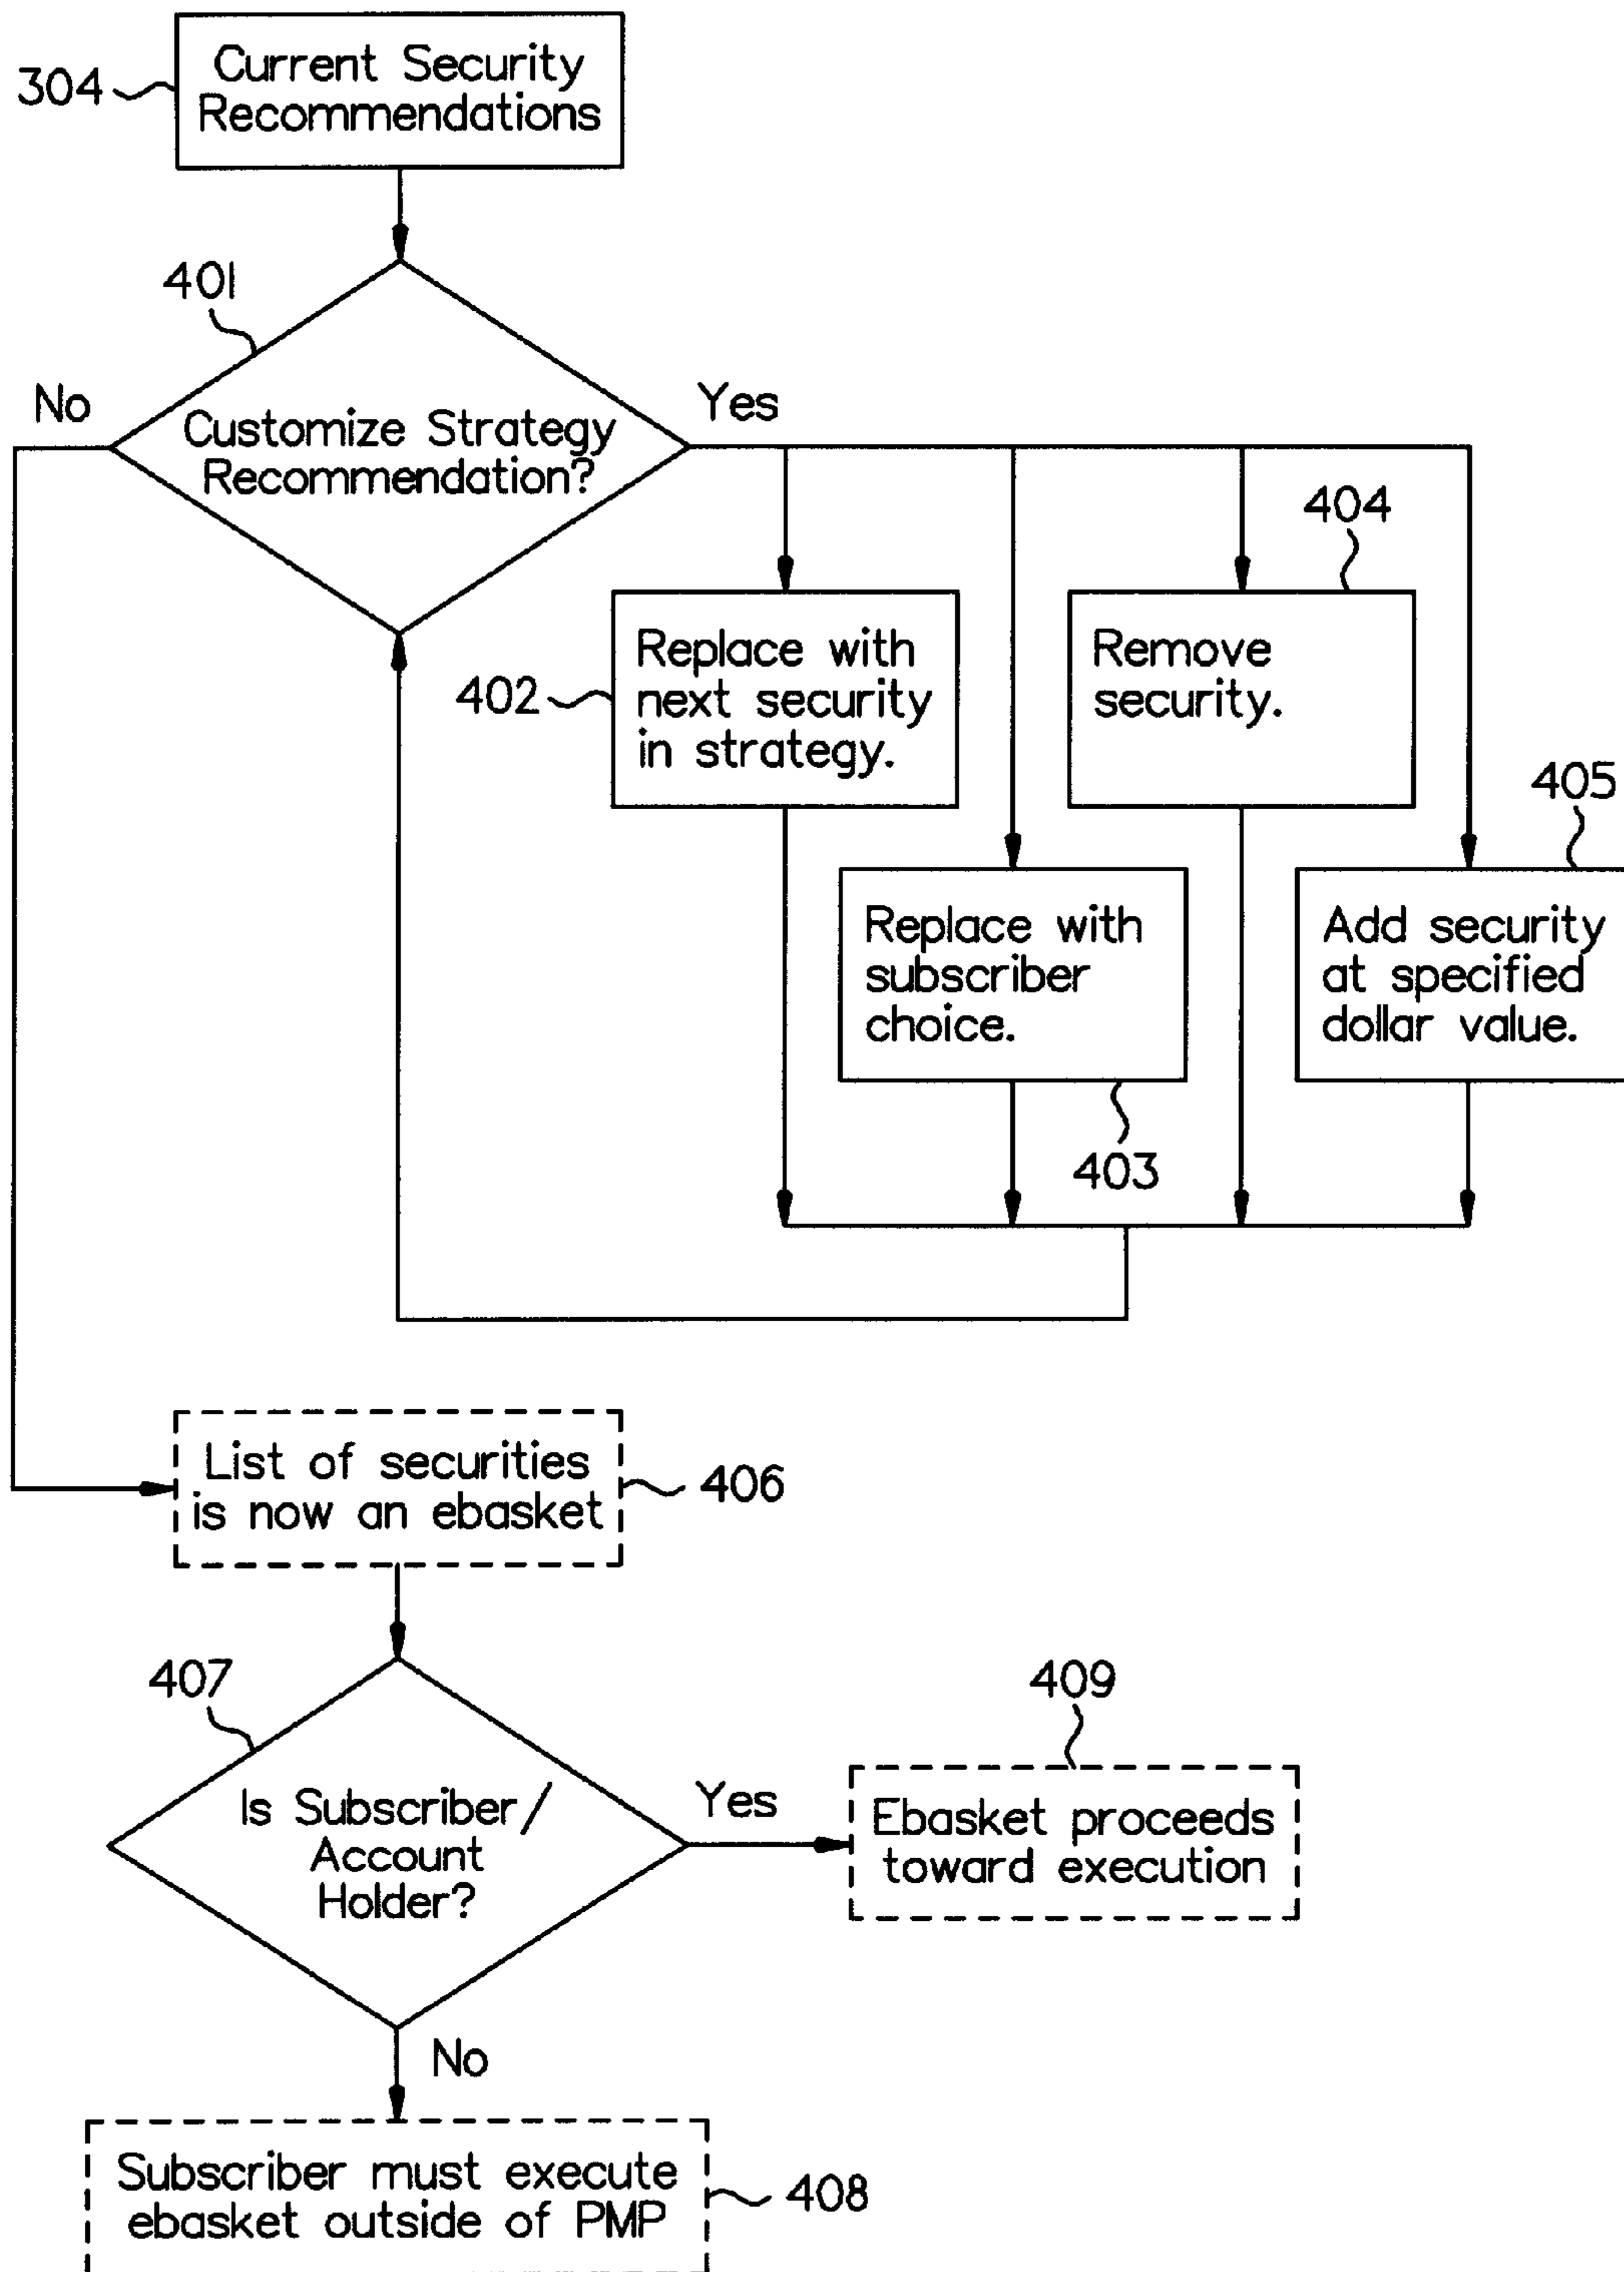 304
Current Security
Recommendations
401
No
Customize Strategy
Recommendation?
Yes
404
402
Replace with
next security
in strategy.
Remove
security.
405
Replace with
subscriber
choice.
Add security
at specified
dollar value.
403
List of securities
is now an ebasket
406
407
Is Subscriber/
Account
Holder?
Yes
409
Ebasket proceeds
toward execution
No
Subscriber must execute
ebasket outside of PMP
408